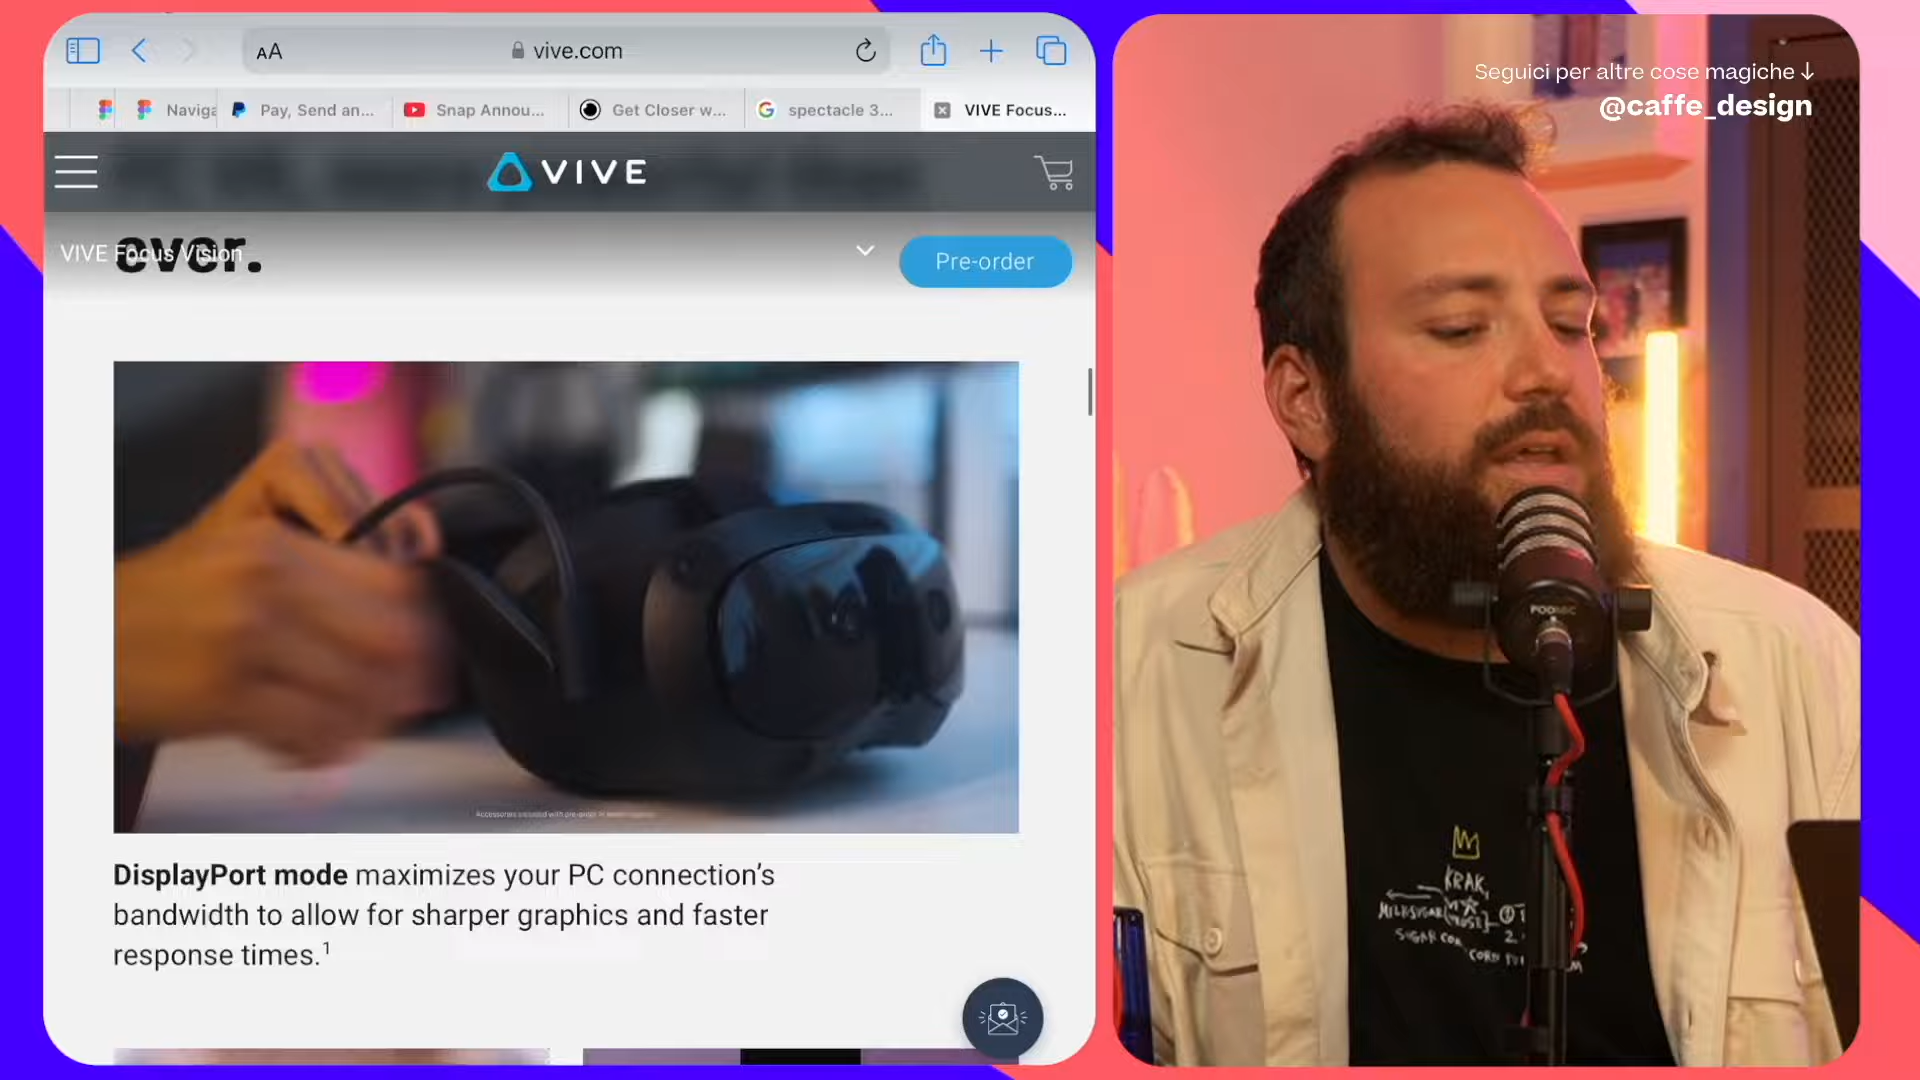 AA
vive.com
Naviga
Pay, Send an...
Snap Annou...
Get Closer w...
spectacle 3...
VIVE Focus...
VIVE
ever.
VIVE Focus Vision
Pre-order
DisplayPort mode maximizes your PC connection's
bandwidth to allow for sharper graphics and faster
response times.1
Seguici per altre cose magiche ↓
@caffe_design
PODMIC
KRAK,